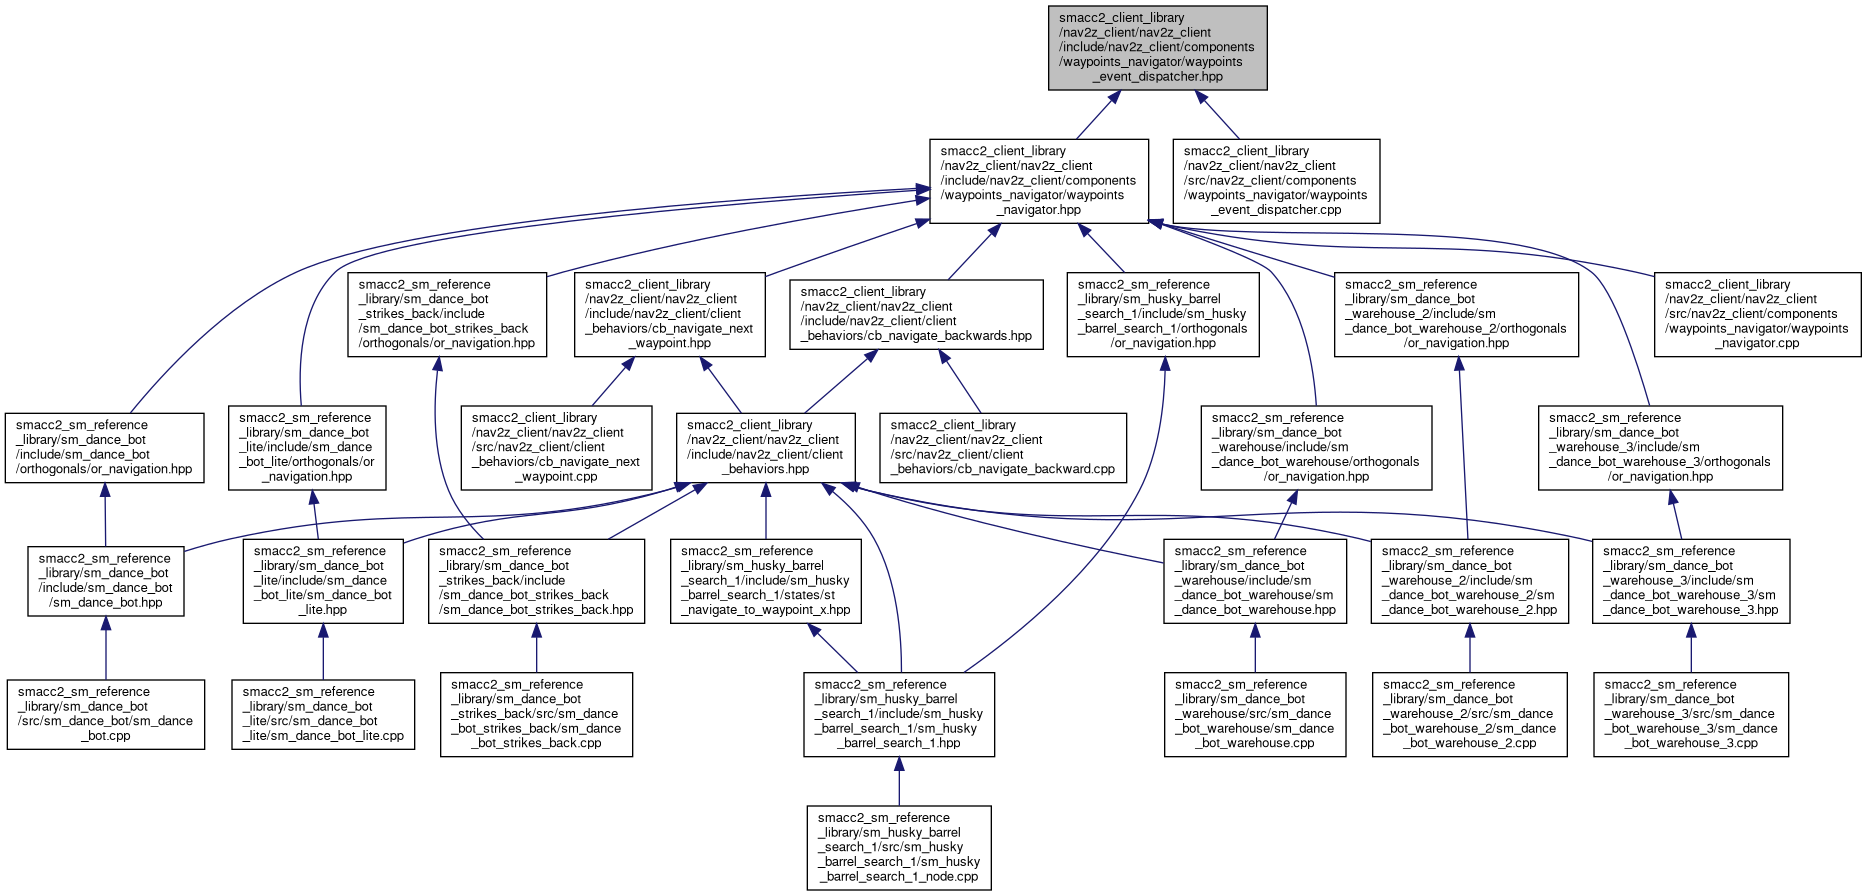 smacc2_client_library
/nav2z_client/nav2z_client
/include/nav2z_client/components
/waypoints_navigator/waypoints
_event_dispatcher.hpp
smacc2_client_library
/nav2z_client/nav2z_client
/include/nav2z_client/components
/waypoints_navigator/waypoints
_navigator.hpp
smacc2_client_library
/nav2z_client/nav2z_client
/src/nav2z_client/components
/waypoints_navigator/waypoints
_event_dispatcher.cpp
smacc2_sm_reference
_library/sm_dance_bot
_strikes_back/include
/sm_dance_bot_strikes_back
/orthogonals/or_navigation.hpp
smacc2_client_library
/nav2z_client/nav2z_client
/include/nav2z_client/client
_behaviors/cb_navigate_next
_waypoint.hpp
smacc2_client_library
/nav2z_client/nav2z_client
/include/nav2z_client/client
_behaviors/cb_navigate_backwards.hpp
smacc2_sm_reference
_library/sm_husky_barrel
_search_1/include/sm_husky
_barrel_search_1/orthogonals
/or_navigation.hpp
smacc2_sm_reference
_library/sm_dance_bot
_warehouse_2/include/sm
_dance_bot_warehouse_2/orthogonals
/or_navigation.hpp
smacc2_client_library
/nav2z_client/nav2z_client
/src/nav2z_client/components
/waypoints_navigator/waypoints
_navigator.cpp
smacc2_sm_reference
_library/sm_dance_bot
/include/sm_dance_bot
/orthogonals/or_navigation.hpp
smacc2_sm_reference
_library/sm_dance_bot
_lite/include/sm_dance
_bot_lite/orthogonals/or
_navigation.hpp
smacc2_client_library
/nav2z_client/nav2z_client
/src/nav2z_client/client
_behaviors/cb_navigate_next
_waypoint.cpp
smacc2_client_library
/nav2z_client/nav2z_client
/include/nav2z_client/client
_behaviors.hpp
smacc2_client_library
/nav2z_client/nav2z_client
/src/nav2z_client/client
_behaviors/cb_navigate_backward.cpp
smacc2_sm_reference
_library/sm_dance_bot
_warehouse/include/sm
_dance_bot_warehouse/orthogonals
/or_navigation.hpp
smacc2_sm_reference
_library/sm_dance_bot
_warehouse_3/include/sm
_dance_bot_warehouse_3/orthogonals
/or_navigation.hpp
smacc2_sm_reference
_library/sm_dance_bot
/include/sm_dance_bot
/sm_dance_bot.hpp
smacc2_sm_reference
_library/sm_dance_bot
_lite/include/sm_dance
_bot_lite/sm_dance_bot
_lite.hpp
smacc2_sm_reference
_library/sm_dance_bot
_strikes_back/include
/sm_dance_bot_strikes_back
/sm_dance_bot_strikes_back.hpp
smacc2_sm_reference
_library/sm_husky_barrel
_search_1/include/sm_husky
_barrel_search_1/states/st
_navigate_to_waypoint_x.hpp
smacc2_sm_reference
_library/sm_dance_bot
_warehouse/include/sm
_dance_bot_warehouse/sm
_dance_bot_warehouse.hpp
smacc2_sm_reference
_library/sm_dance_bot
_warehouse_2/include/sm
_dance_bot_warehouse_2/sm
_dance_bot_warehouse_2.hpp
smacc2_sm_reference
_library/sm_dance_bot
_warehouse_3/include/sm
_dance_bot_warehouse_3/sm
_dance_bot_warehouse_3.hpp
smacc2_sm_reference
_library/sm_dance_bot
/src/sm_dance_bot/sm_dance
_bot.cpp
smacc2_sm_reference
_library/sm_dance_bot
_lite/src/sm_dance_bot
_lite/sm_dance_bot_lite.cpp
smacc2_sm_reference
_library/sm_dance_bot
_strikes_back/src/sm_dance
_bot_strikes_back/sm_dance
_bot_strikes_back.cpp
smacc2_sm_reference
_library/sm_husky_barrel
_search_1/include/sm_husky
_barrel_search_1/sm_husky
_barrel_search_1.hpp
smacc2_sm_reference
_library/sm_dance_bot
_warehouse/src/sm_dance
_bot_warehouse/sm_dance
_bot_warehouse.cpp
smacc2_sm_reference
_library/sm_dance_bot
_warehouse_2/src/sm_dance
_bot_warehouse_2/sm_dance
_bot_warehouse_2.cpp
smacc2_sm_reference
_library/sm_dance_bot
_warehouse_3/src/sm_dance
_bot_warehouse_3/sm_dance
_bot_warehouse_3.cpp
smacc2_sm_reference
_library/sm_husky_barrel
_search_1/src/sm_husky
_barrel_search_1/sm_husky
_barrel_search_1_node.cpp